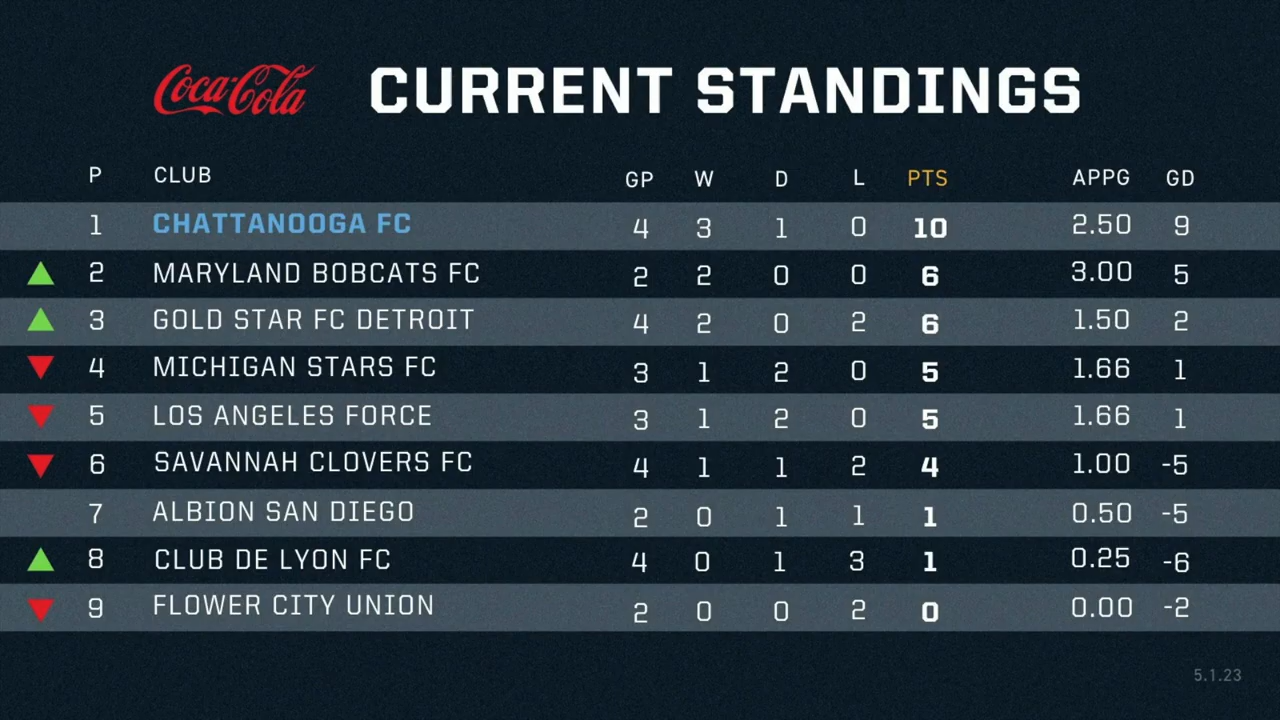 Coca-Cola CURRENT STANDINGS
P CLUB GP W D L PTS APPG GD
1 CHATTANOOGA FC 4 3 1 0 10 2.50 9
2 MARYLAND BOBCATS FC 2 2 0 0 6 3.00 5
3 GOLD STAR FC DETROIT 4 2 0 2 6 1.50 2
4 MICHIGAN STARS FC 3 1 2 0 5 1.66 1
5 LOS ANGELES FORCE 3 1 2 0 5 1.66 1
6 SAVANNAH CLOVERS FC 4 1 1 2 4 1.00 -5
7 ALBION SAN DIEGO 2 0 1 1 1 0.50 -5
8 CLUB DE LYON FC 4 0 1 3 1 0.25 -6
9 FLOWER CITY UNION 2 0 0 2 0 0.00 -2
5.1.23